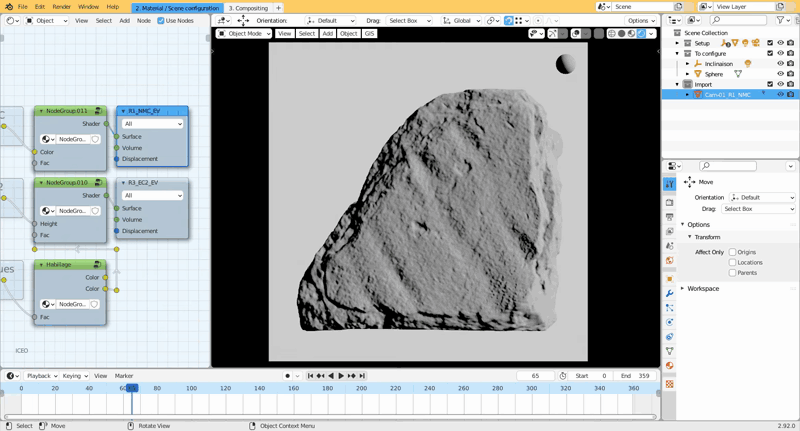 File Edit Render Window Help 2. Material / Scene configuration 3. Compositing Scene View Layer
Object View Select Add Node Use Nodes
Orientation: Default Drag: Select Box Global Options
Object Mode View Select Add Object GIS
Scene Collection
Setup
To configure
Inclinaison
Sphere
Import
Cam-01_R1_NMC
NodeGroup.011
Shader
NodeGro...
Color
Fac
R1_NMC_EV
All
Surface
Volume
Displacement
NodeGroup.010
Shader
NodeGro...
Height
Fac
R3_EC2_EV
All
Surface
Volume
Displacement
Habillage
Color
Color
NodeGro...
Fac
ues
ICEO
Move
Orientation Default
Drag: Select Box
Options
Transform
Affect Only Origins
Locations
Parents
Workspace
Playback Keying View Marker 65 Start 0 End 359
0 20 40 80 100 120 140 160 180 200 220 240 260 280 300 320 340 360
Select Move Rotate View Object Context Menu 2.92.0